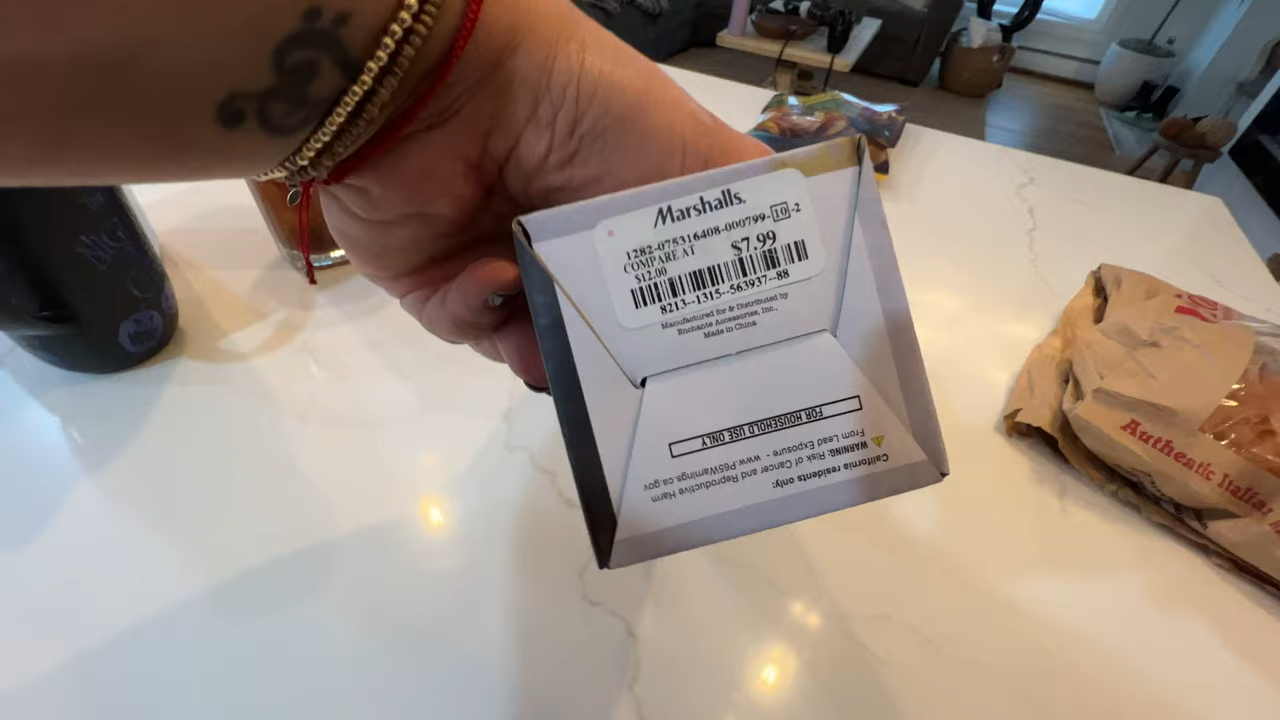 Marshalls.
1282-075316408-000799-10-2
COMPARE AT $7.99
$12.00
8213--1315--563937--88
Manufactured for & Distributed by
Enchante Accessories, Inc.,
Made in China
California residents only:
WARNING: Risk of Cancer and Reproductive Harm
From Lead Exposure - www.P65Warnings.ca.gov
FOR HOUSEHOLD USE ONLY
Authentic